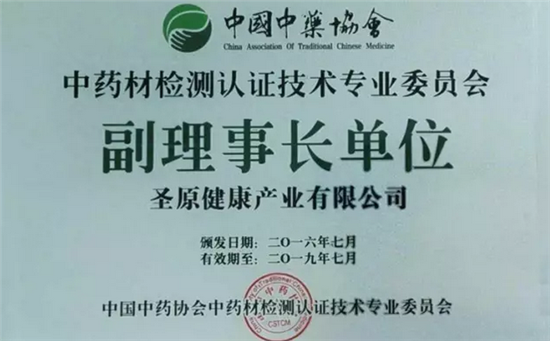 中國中藥協會
China Association Of Traditional Chinese Medicine
中药材检测认证技术专业委员会
副理事长单位
圣原健康产业有限公司
颁发日期：二〇一六年七月
有效期至：二〇一九年七月
中国中药协会中药材检测认证技术专业委员会
CSTCM